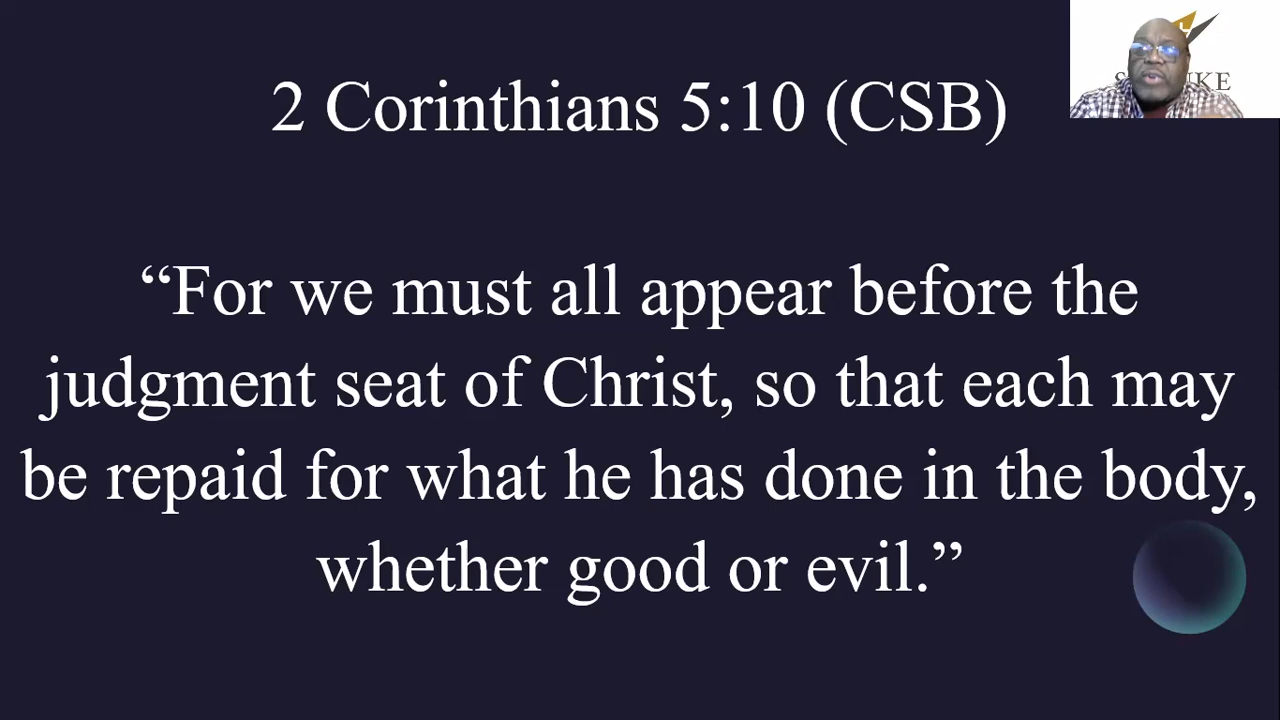 2 Corinthians 5:10 (CSB)
“For we must all appear before the
judgment seat of Christ, so that each may
be repaid for what he has done in the body,
whether good or evil.”